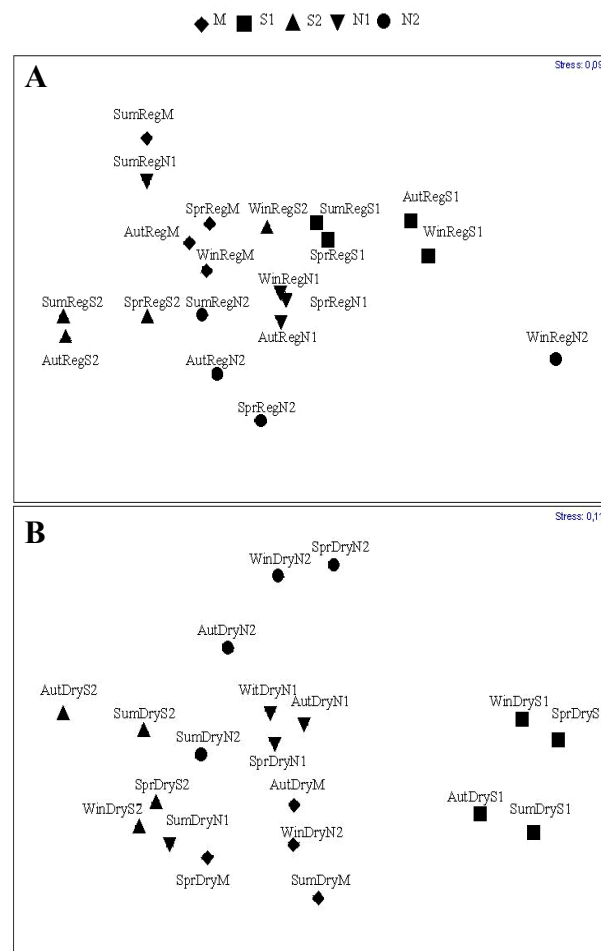 M S1 S2 N1 N2
A
Stress: 0,09
SumRegM
SumRegN1
SprRegM WinRegS2 SumRegS1 AutRegS1
AutRegM WinRegS1
WinRegM SprRegS1
WinRegN1
SumRegS2 SprRegS2 SumRegN2 SprRegN1
AutRegN1 WinRegN2
AutRegS2 AutRegN2
SprRegN2
B
Stress: 0,11
SprDryN2
WinDryN2
AutDryN2
AutDryS2 WitDryN1 AutDryN1 WinDryS1
SumDryS2 SprDryS
SumDryN2
SprDryN1
SprDryS2 AutDryM
WinDryS2 AutDryS1 SumDryS1
SumDryN1 WinDryN2
SprDryM SumDryM